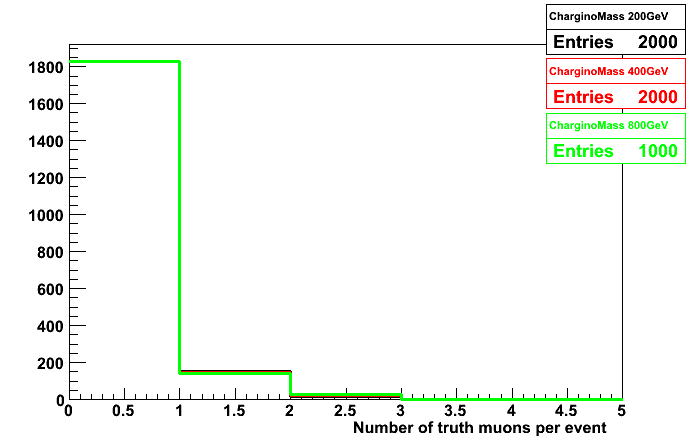 CharginoMass 200GeV
Entries 2000
CharginoMass 400GeV
Entries 2000
CharginoMass 800GeV
Entries 1000
1800
1600
1400
1200
1000
800
600
400
200
0
0 0.5 1 1.5 2 2.5 3 3.5 4 4.5 5
Number of truth muons per event